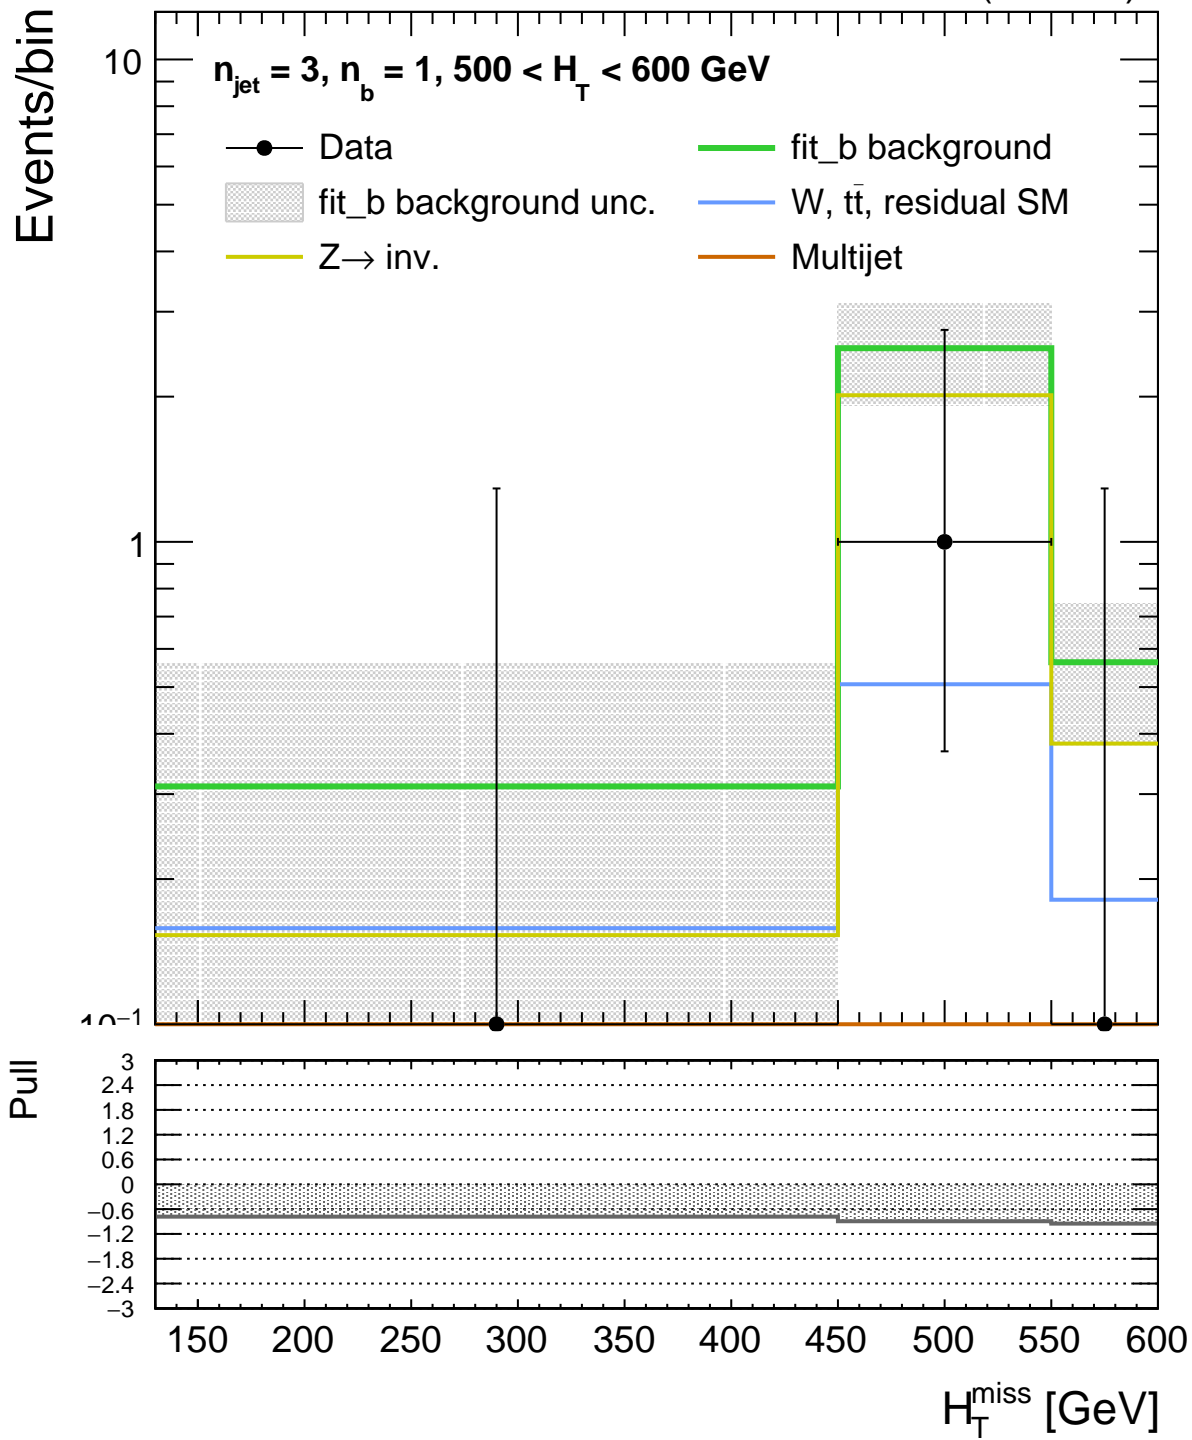 Events/bin
10
1
10⁻¹
n_jet = 3, n_b = 1, 500 < H_T < 600 GeV
Data
fit_b background
fit_b background unc.
W, tt̄, residual SM
Z→ inv.
Multijet
Pull
3
2.4
1.8
1.2
0.6
0
−0.6
−1.2
−1.8
−2.4
−3
150 200 250 300 350 400 450 500 550 600
H_T^miss [GeV]